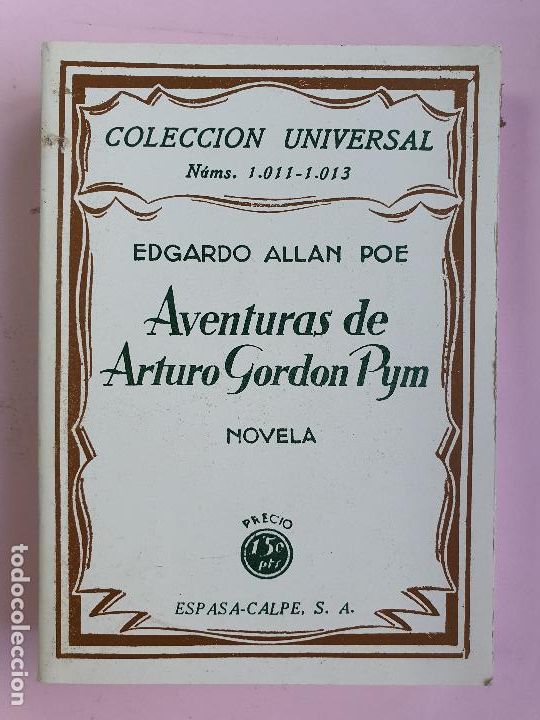 COLECCION UNIVERSAL
Núms. 1.011-1.013
EDGARDO ALLAN POE
Aventuras de
Arturo Gordon Pym
NOVELA
PRECIO
pts
ESPASA-CALPE, S. A.
todocoleccion